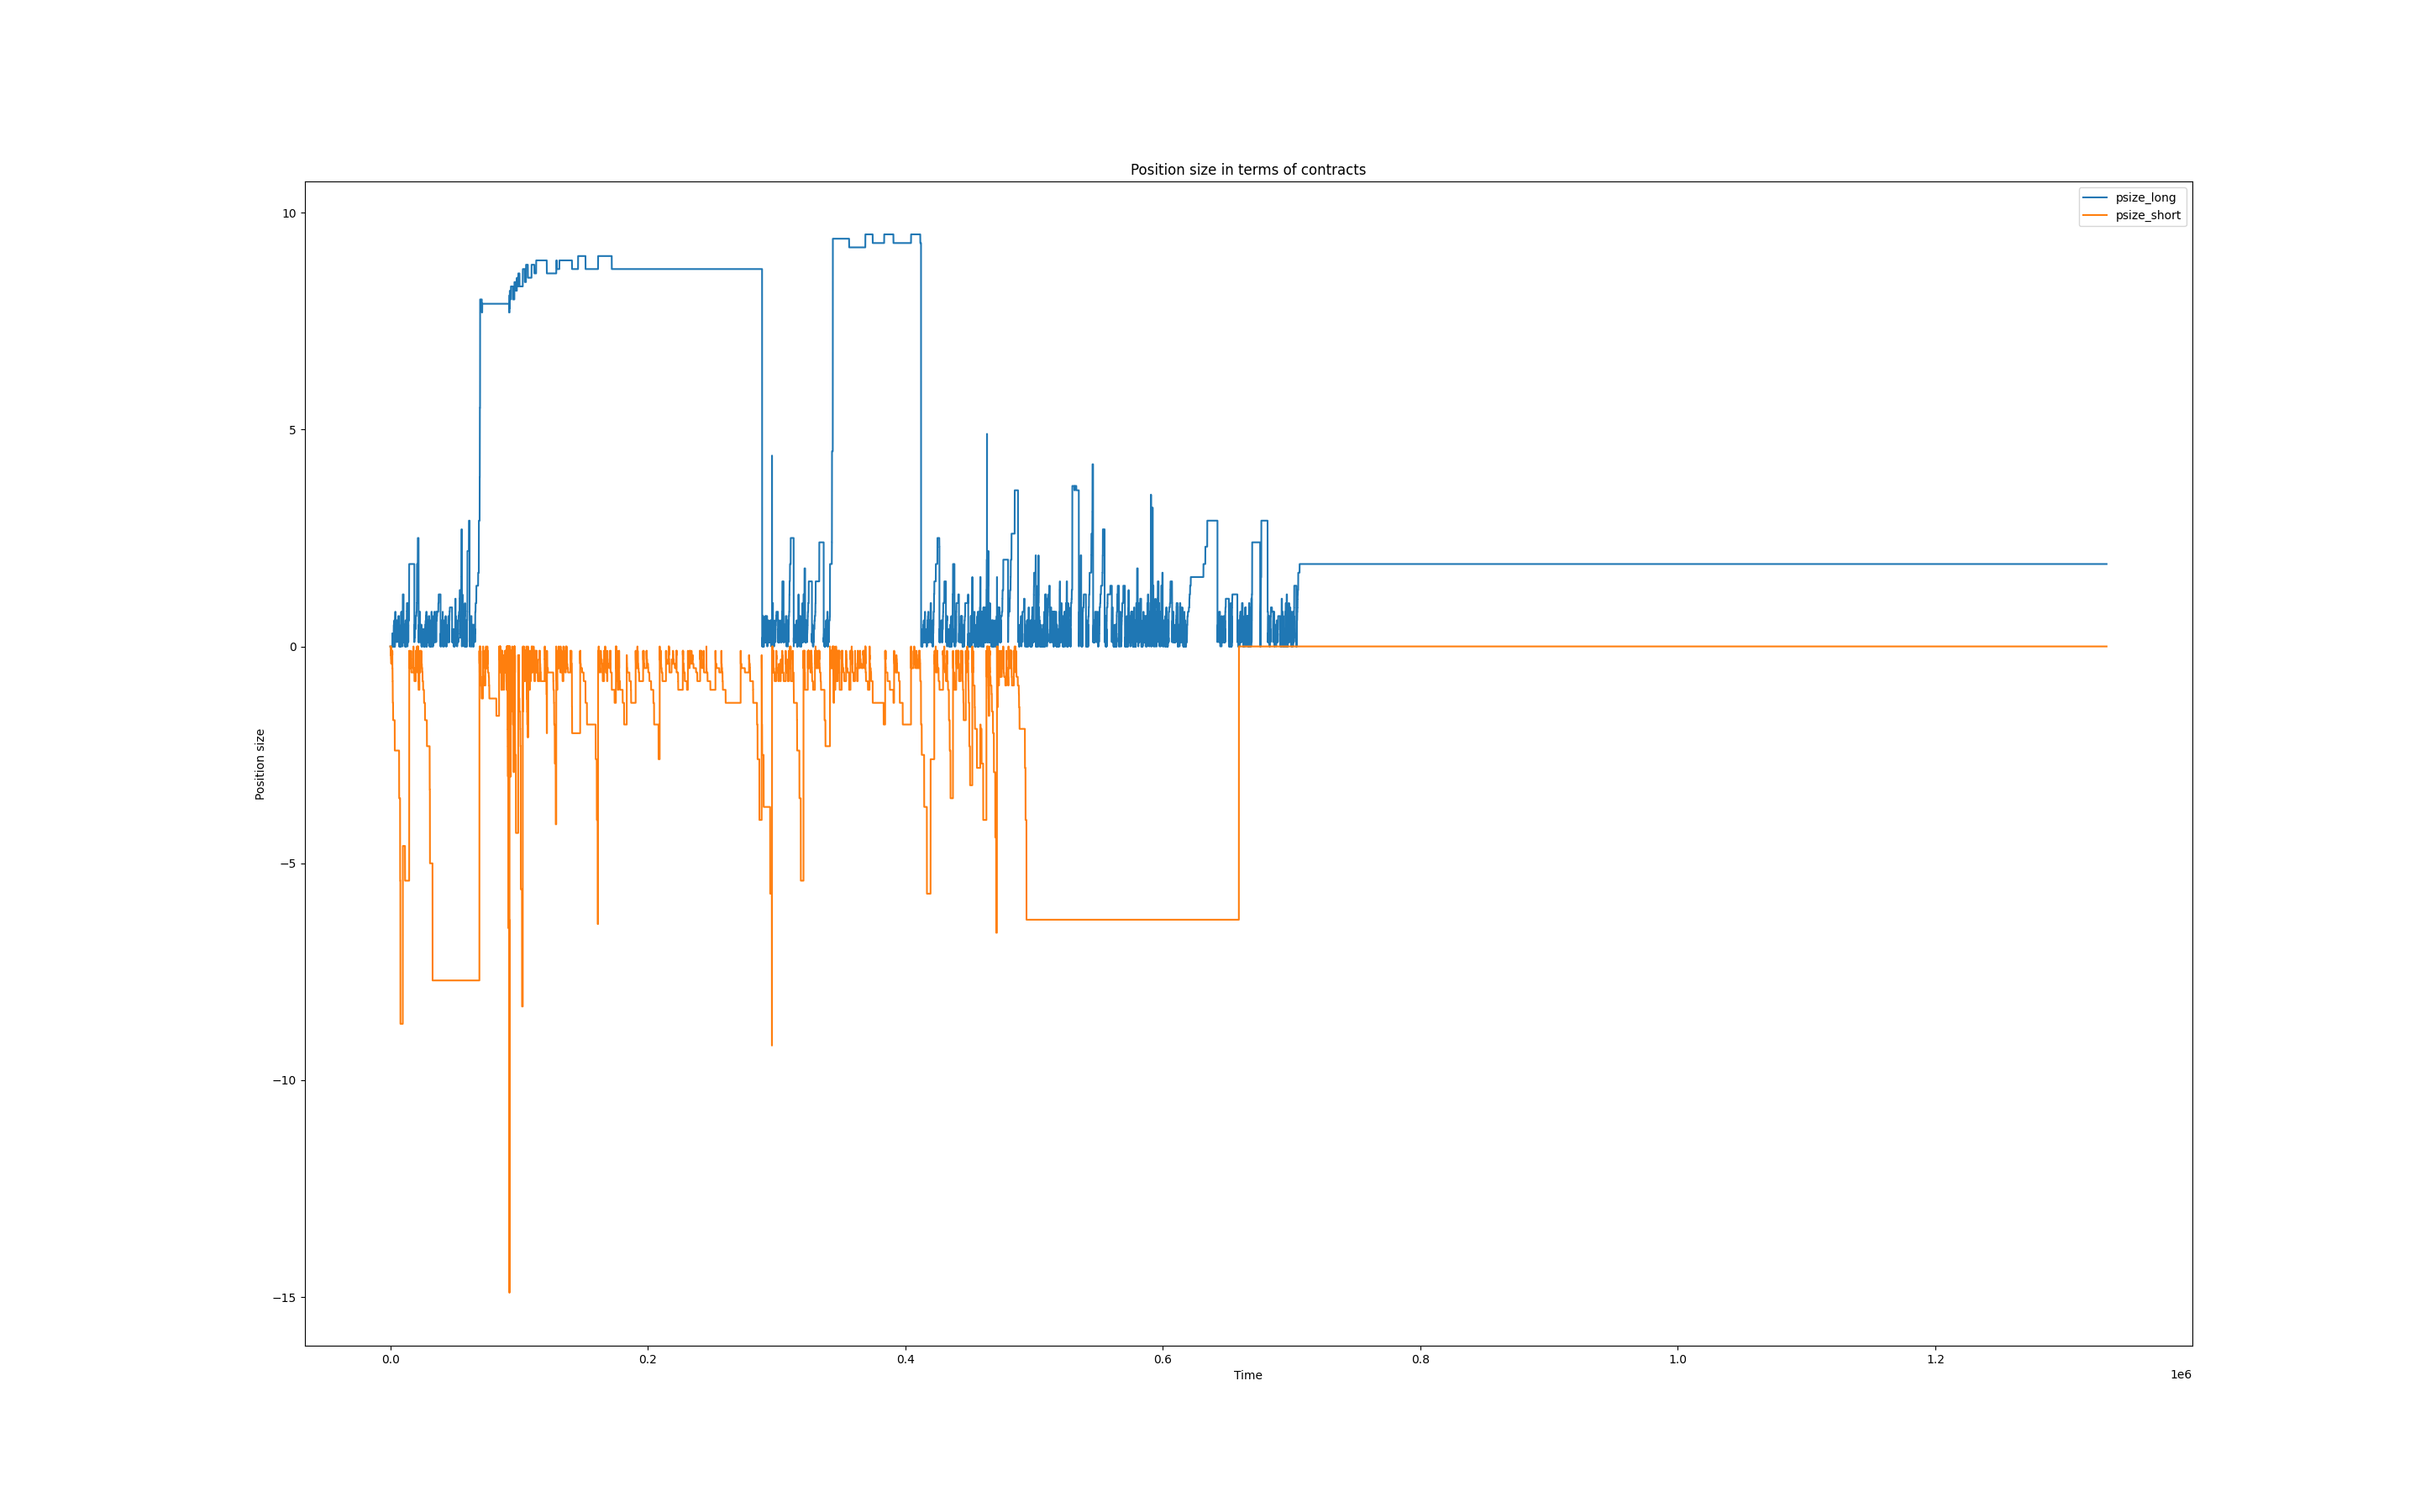 Position size in terms of contracts
psize_long
psize_short
10
5
0
−5
−10
−15
Position size
0.0 0.2 0.4 0.6 0.8 1.0 1.2
Time
1e6